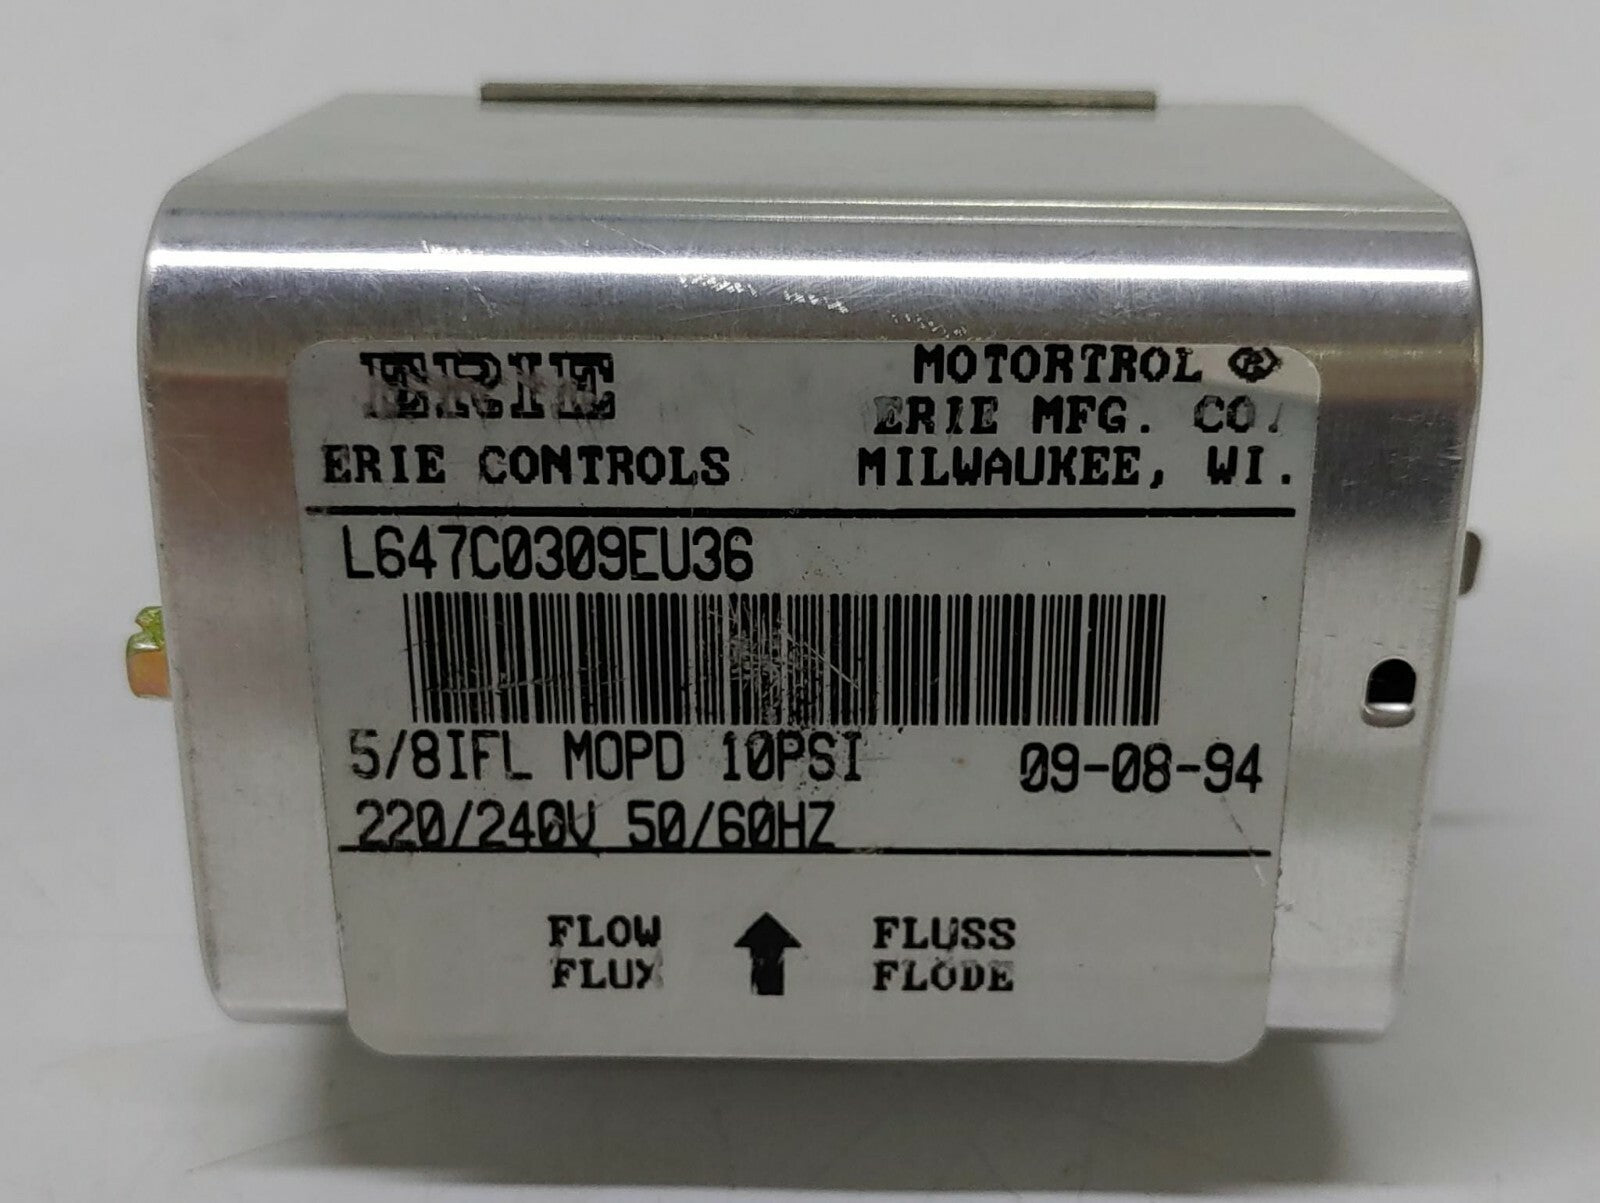 ERIE
ERIE CONTROLS
MOTORTROL ®
ERIE MFG. CO.
MILWAUKEE, WI.
L647C0309EU36
5/8IFL MOPD 10PSI 09-08-94
220/240V 50/60HZ
FLOW FLUSS
FLUX FLODE